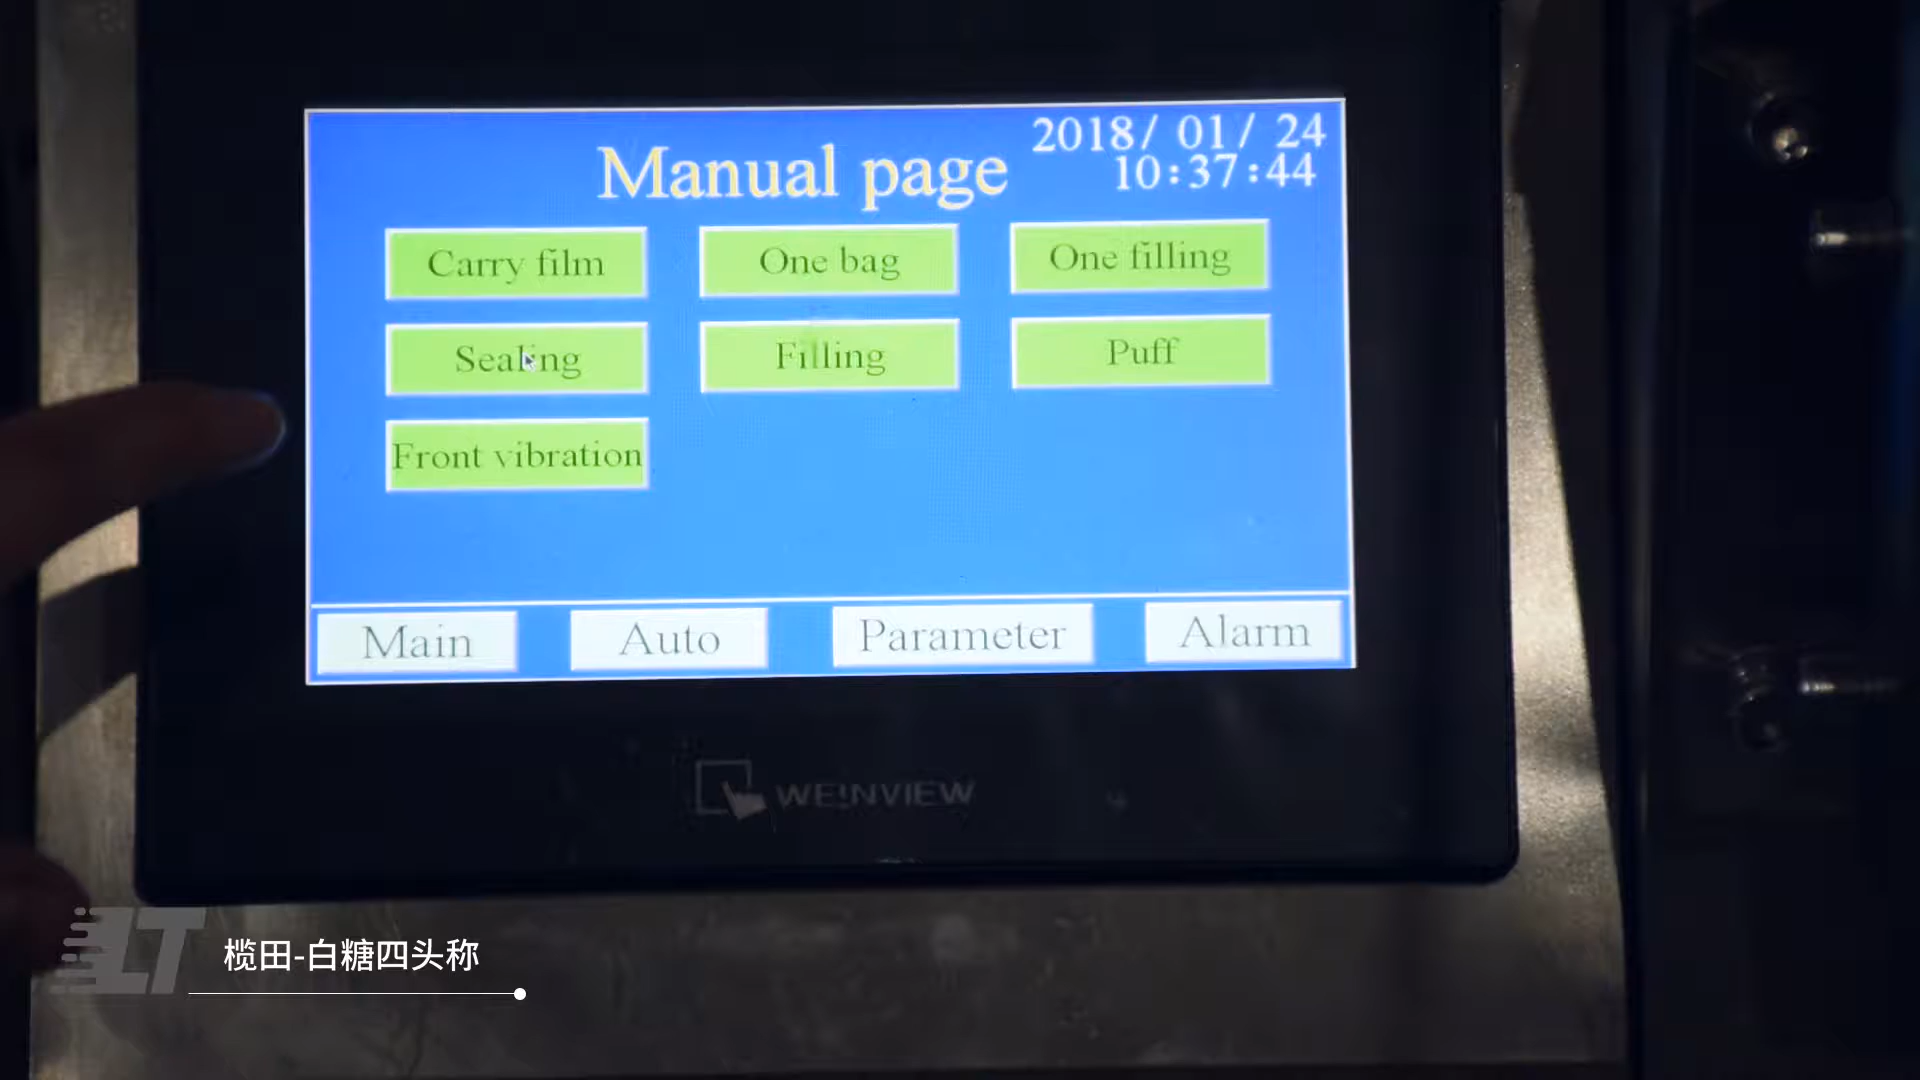 2018/ 01/ 24
Manual page
10:37:44
Carry film
One bag
One filling
Sealing
Filling
Puff
Front vibration
Main
Auto
Parameter
Alarm
WEINVIEW
LT
榄田-白糖四头称